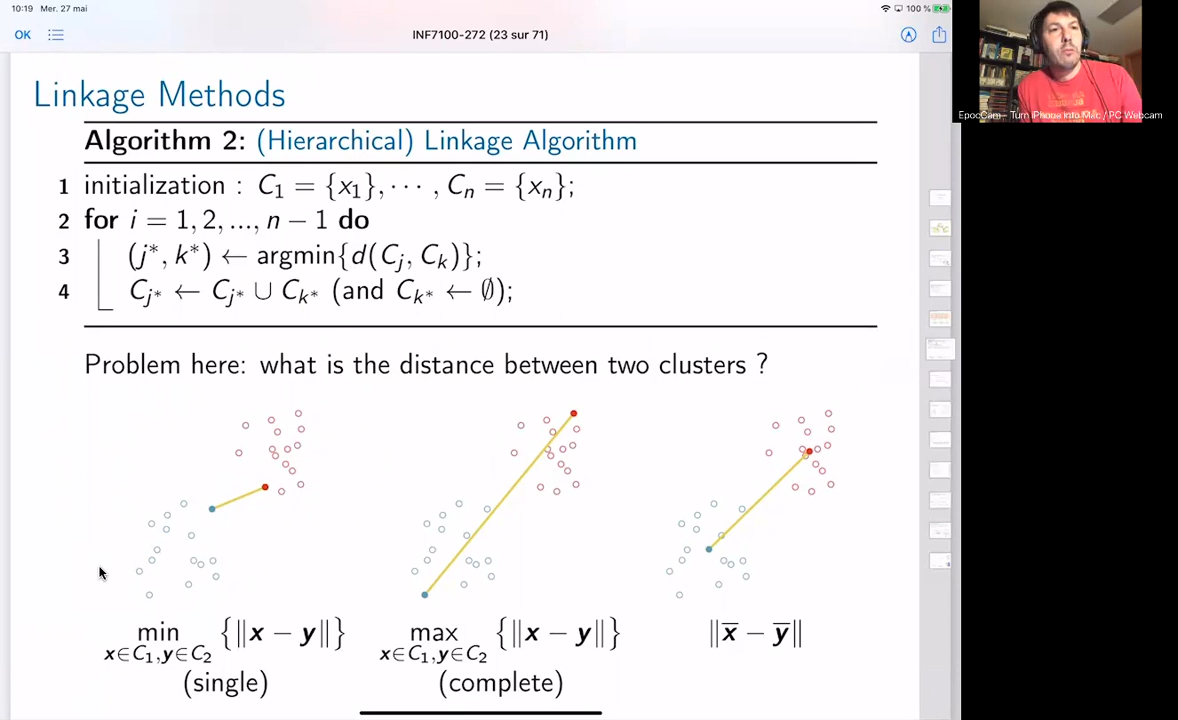 10:19 Mer. 27 mai
100 %
OK
INF7100-272 (23 sur 71)
EpocCam - Turn iPhone into Mac / PC Webcam
Linkage Methods
Algorithm 2: (Hierarchical) Linkage Algorithm
1 initialization : C₁ = {x₁}, ⋯ , Cₙ = {xₙ};
2 for i = 1, 2, ..., n − 1 do
3 (j*, k*) ← argmin{d(Cⱼ, Cₖ)};
4 Cⱼ* ← Cⱼ* ∪ Cₖ* (and Cₖ* ← ∅);
Problem here: what is the distance between two clusters ?
min {‖x − y‖} max {‖x − y‖} ‖x̅ − y̅‖
x∈C₁,y∈C₂ x∈C₁,y∈C₂
(single) (complete)